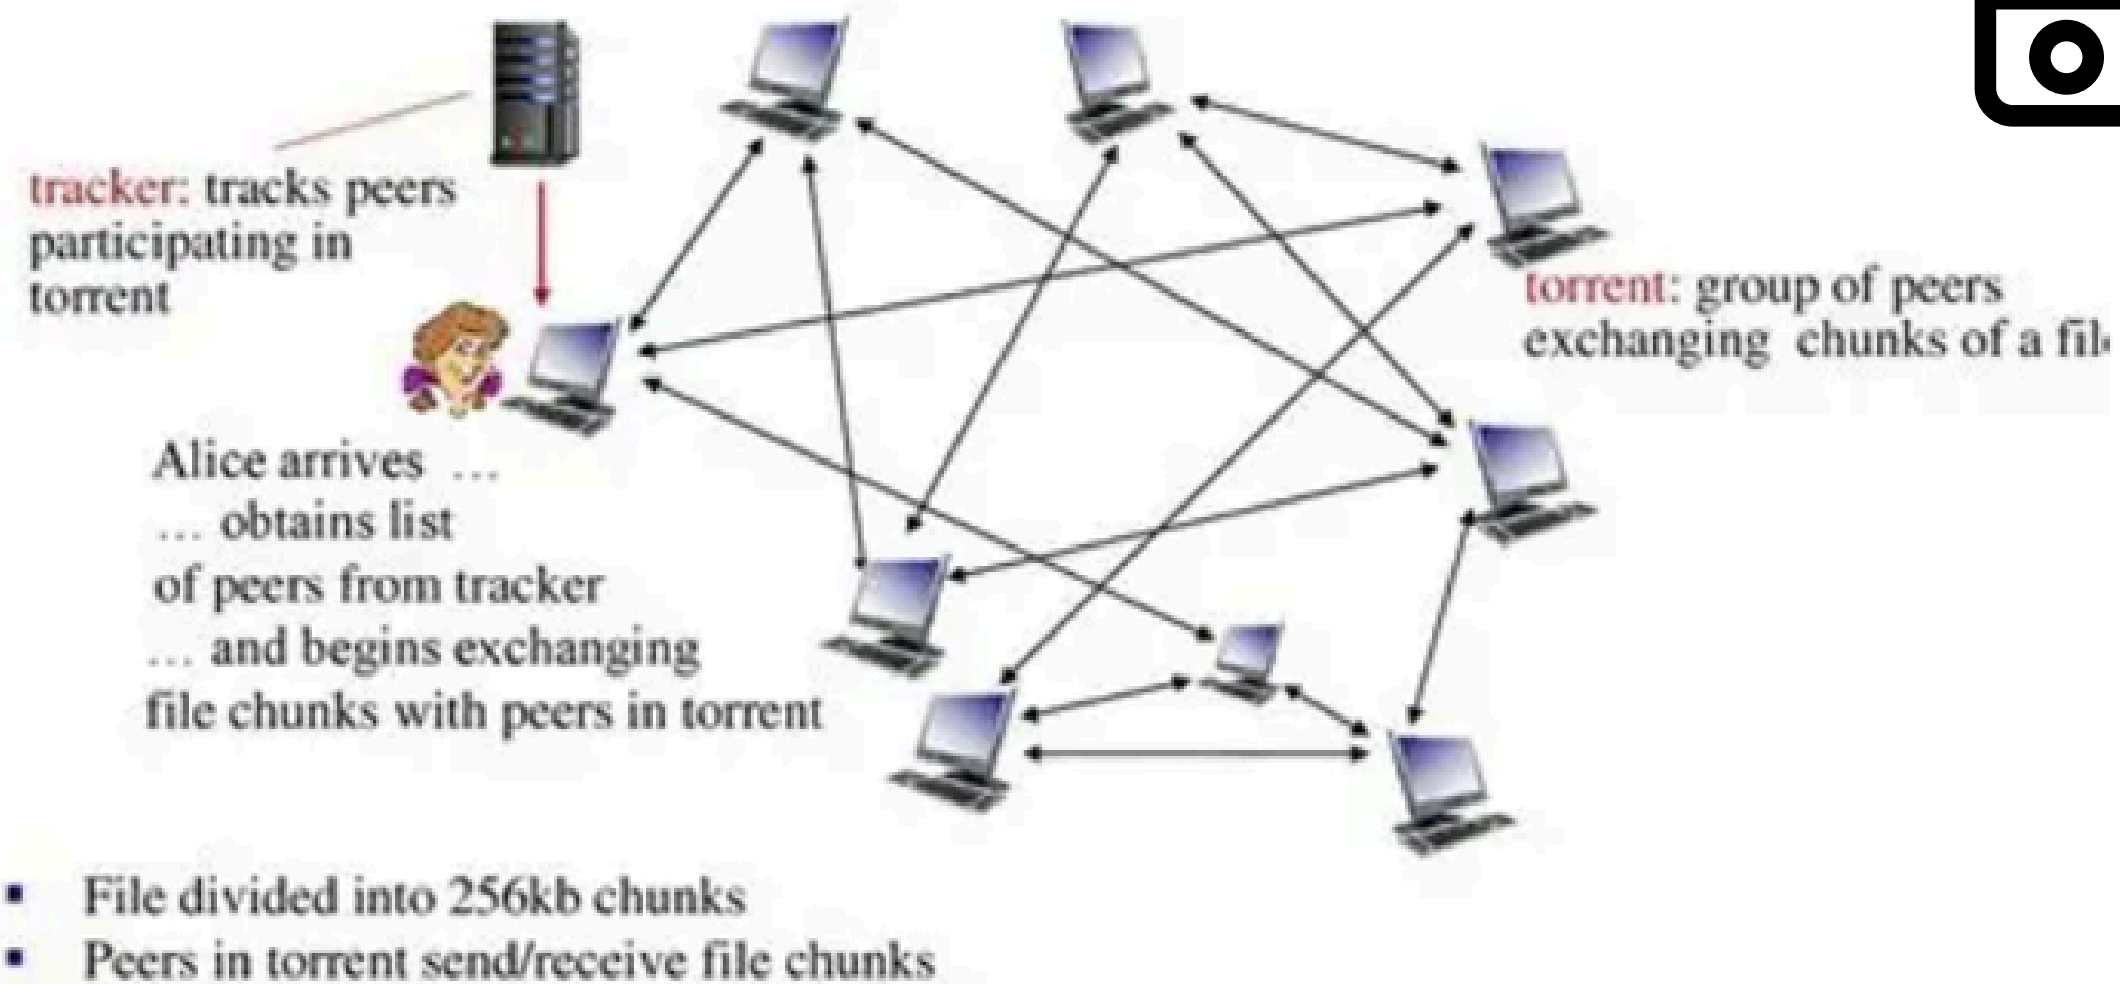 tracker: tracks peers
participating in
torrent
torrent: group of peers
exchanging chunks of a
Alice arrives ...
... obtains list
of peers from tracker
... and begins exchanging
file chunks with peers in torrent
File divided into 256kb chunks
Peers in torrent send/receive file chunks